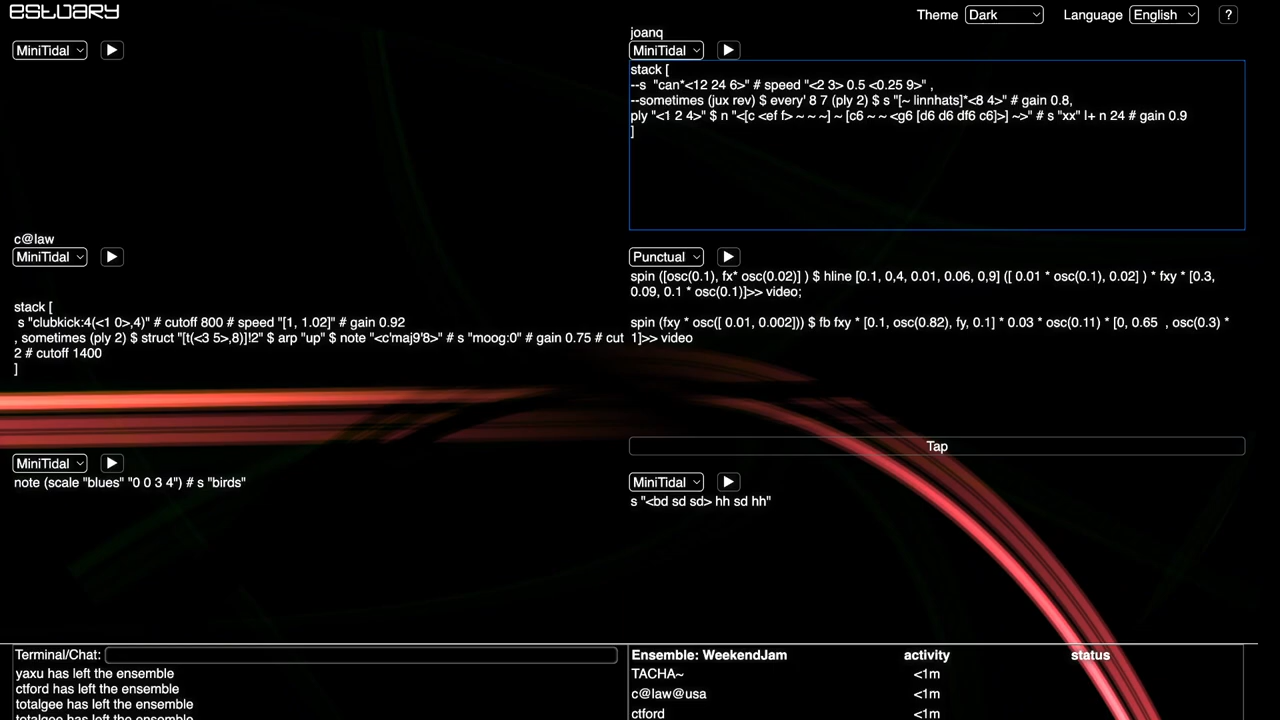 estuary
Theme Dark Language English ?
MiniTidal
joanq
MiniTidal
stack [
--s  "can*<12 24 6>" # speed "<2 3> 0.5 <0.25 9>" ,
--sometimes (jux rev) $ every' 8 7 (ply 2) $ s "[~ linnhats]*<8 4>" # gain 0.8,
ply "<1 2 4>" $ n "<[c <ef f> ~ ~ ~] ~ [c6 ~ ~ <g6 [d6 d6 df6 c6]>] ~>" # s "xx" |+ n 24 # gain 0.9
]
c@law
MiniTidal
stack [
s "clubkick:4(<1 0>,4)" # cutoff 800 # speed "[1, 1.02]" # gain 0.92
, sometimes (ply 2) $ struct "[t(<3 5>,8)]!2" $ arp "up" $ note "<c'maj9'8>" # s "moog:0" # gain 0.75 # cut
2 # cutoff 1400
]
Punctual
spin ([osc(0.1), fx* osc(0.02)] ) $ hline [0.1, 0,4, 0.01, 0.06, 0,9] ([ 0.01 * osc(0.1), 0.02] ) * fxy * [0.3,
0.09, 0.1 * osc(0.1)]>> video;
spin (fxy * osc([ 0.01, 0.002])) $ fb fxy * [0.1, osc(0.82), fy, 0.1] * 0.03 * osc(0.11) * [0, 0.65  , osc(0.3) *
1]>> video
MiniTidal
note (scale "blues" "0 0 3 4") # s "birds"
Tap
MiniTidal
s "<bd sd sd> hh sd hh"
Terminal/Chat:
yaxu has left the ensemble
ctford has left the ensemble
totalgee has left the ensemble
totalgee has left the ensemble
Ensemble: WeekendJam activity status
TACHA~ <1m
c@law@usa <1m
ctford <1m